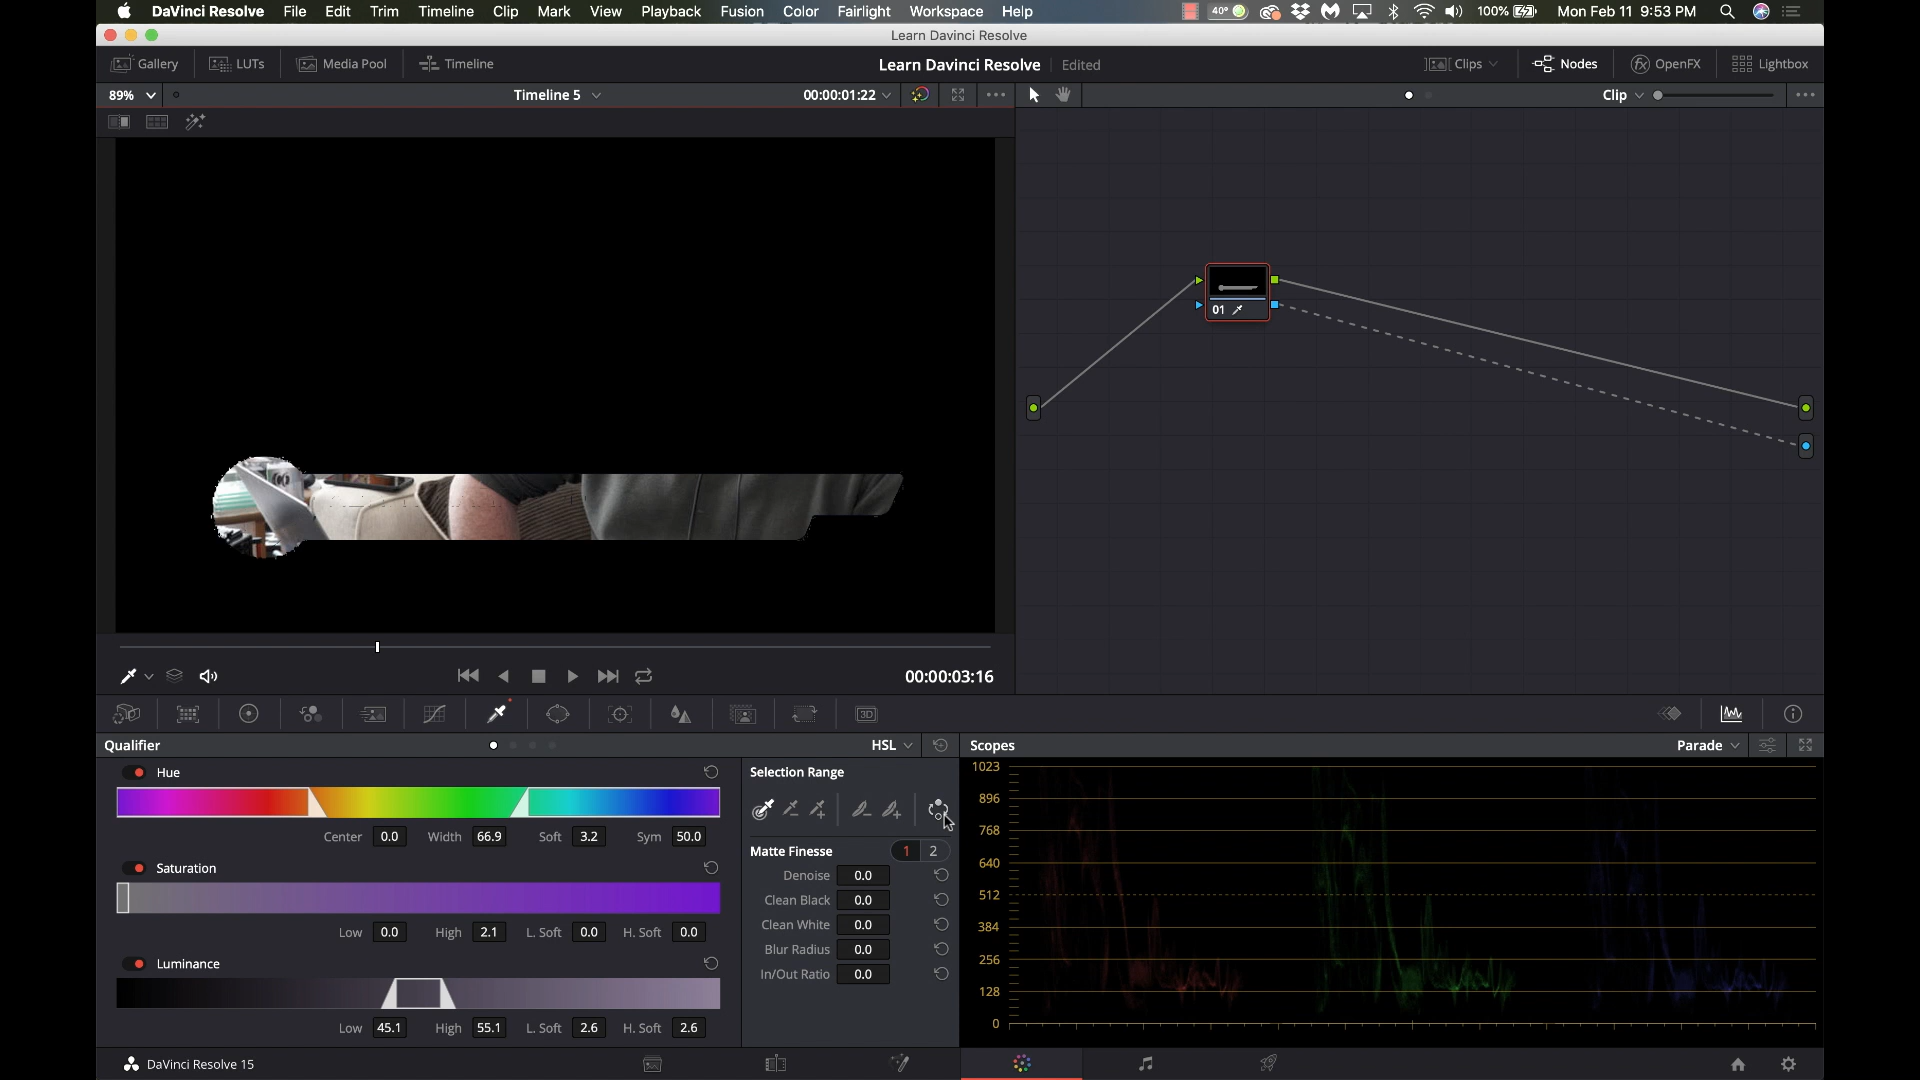 DaVinci Resolve File Edit Trim Timeline Clip Mark View Playback Fusion Color Fairlight Workspace Help 40° 100% Mon Feb 11 9:53 PM
Learn Davinci Resolve
Gallery LUTs Media Pool Timeline Learn Davinci Resolve Edited Clips Nodes fx OpenFX Lightbox
89% Timeline 5 00:00:01:22 Clip
01
00:00:03:16
3D
Qualifier HSL Scopes Parade
Hue
Center 0.0 Width 66.9 Soft 3.2 Sym 50.0
Saturation
Low 0.0 High 2.1 L. Soft 0.0 H. Soft 0.0
Luminance
Low 45.1 High 55.1 L. Soft 2.6 H. Soft 2.6
Selection Range
Matte Finesse 1 2
Denoise 0.0
Clean Black 0.0
Clean White 0.0
Blur Radius 0.0
In/Out Ratio 0.0
1023
896
768
640
512
384
256
128
0
DaVinci Resolve 15